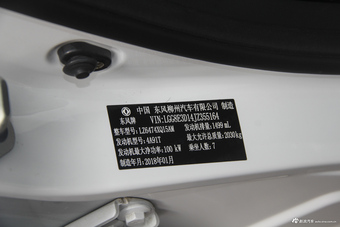 中国 东风柳州汽车有限公司 制造
东风牌 VIN:LGG8E3D14JZ355164
整车型号: LZ6474XQ15AM 发动机排量: 1499 mL
发动机型号: 4A91T 最大允许总质量: 2030kg
发动机最大净功率: 100 kW 乘坐人数: 7
制造年月: 2018年01月